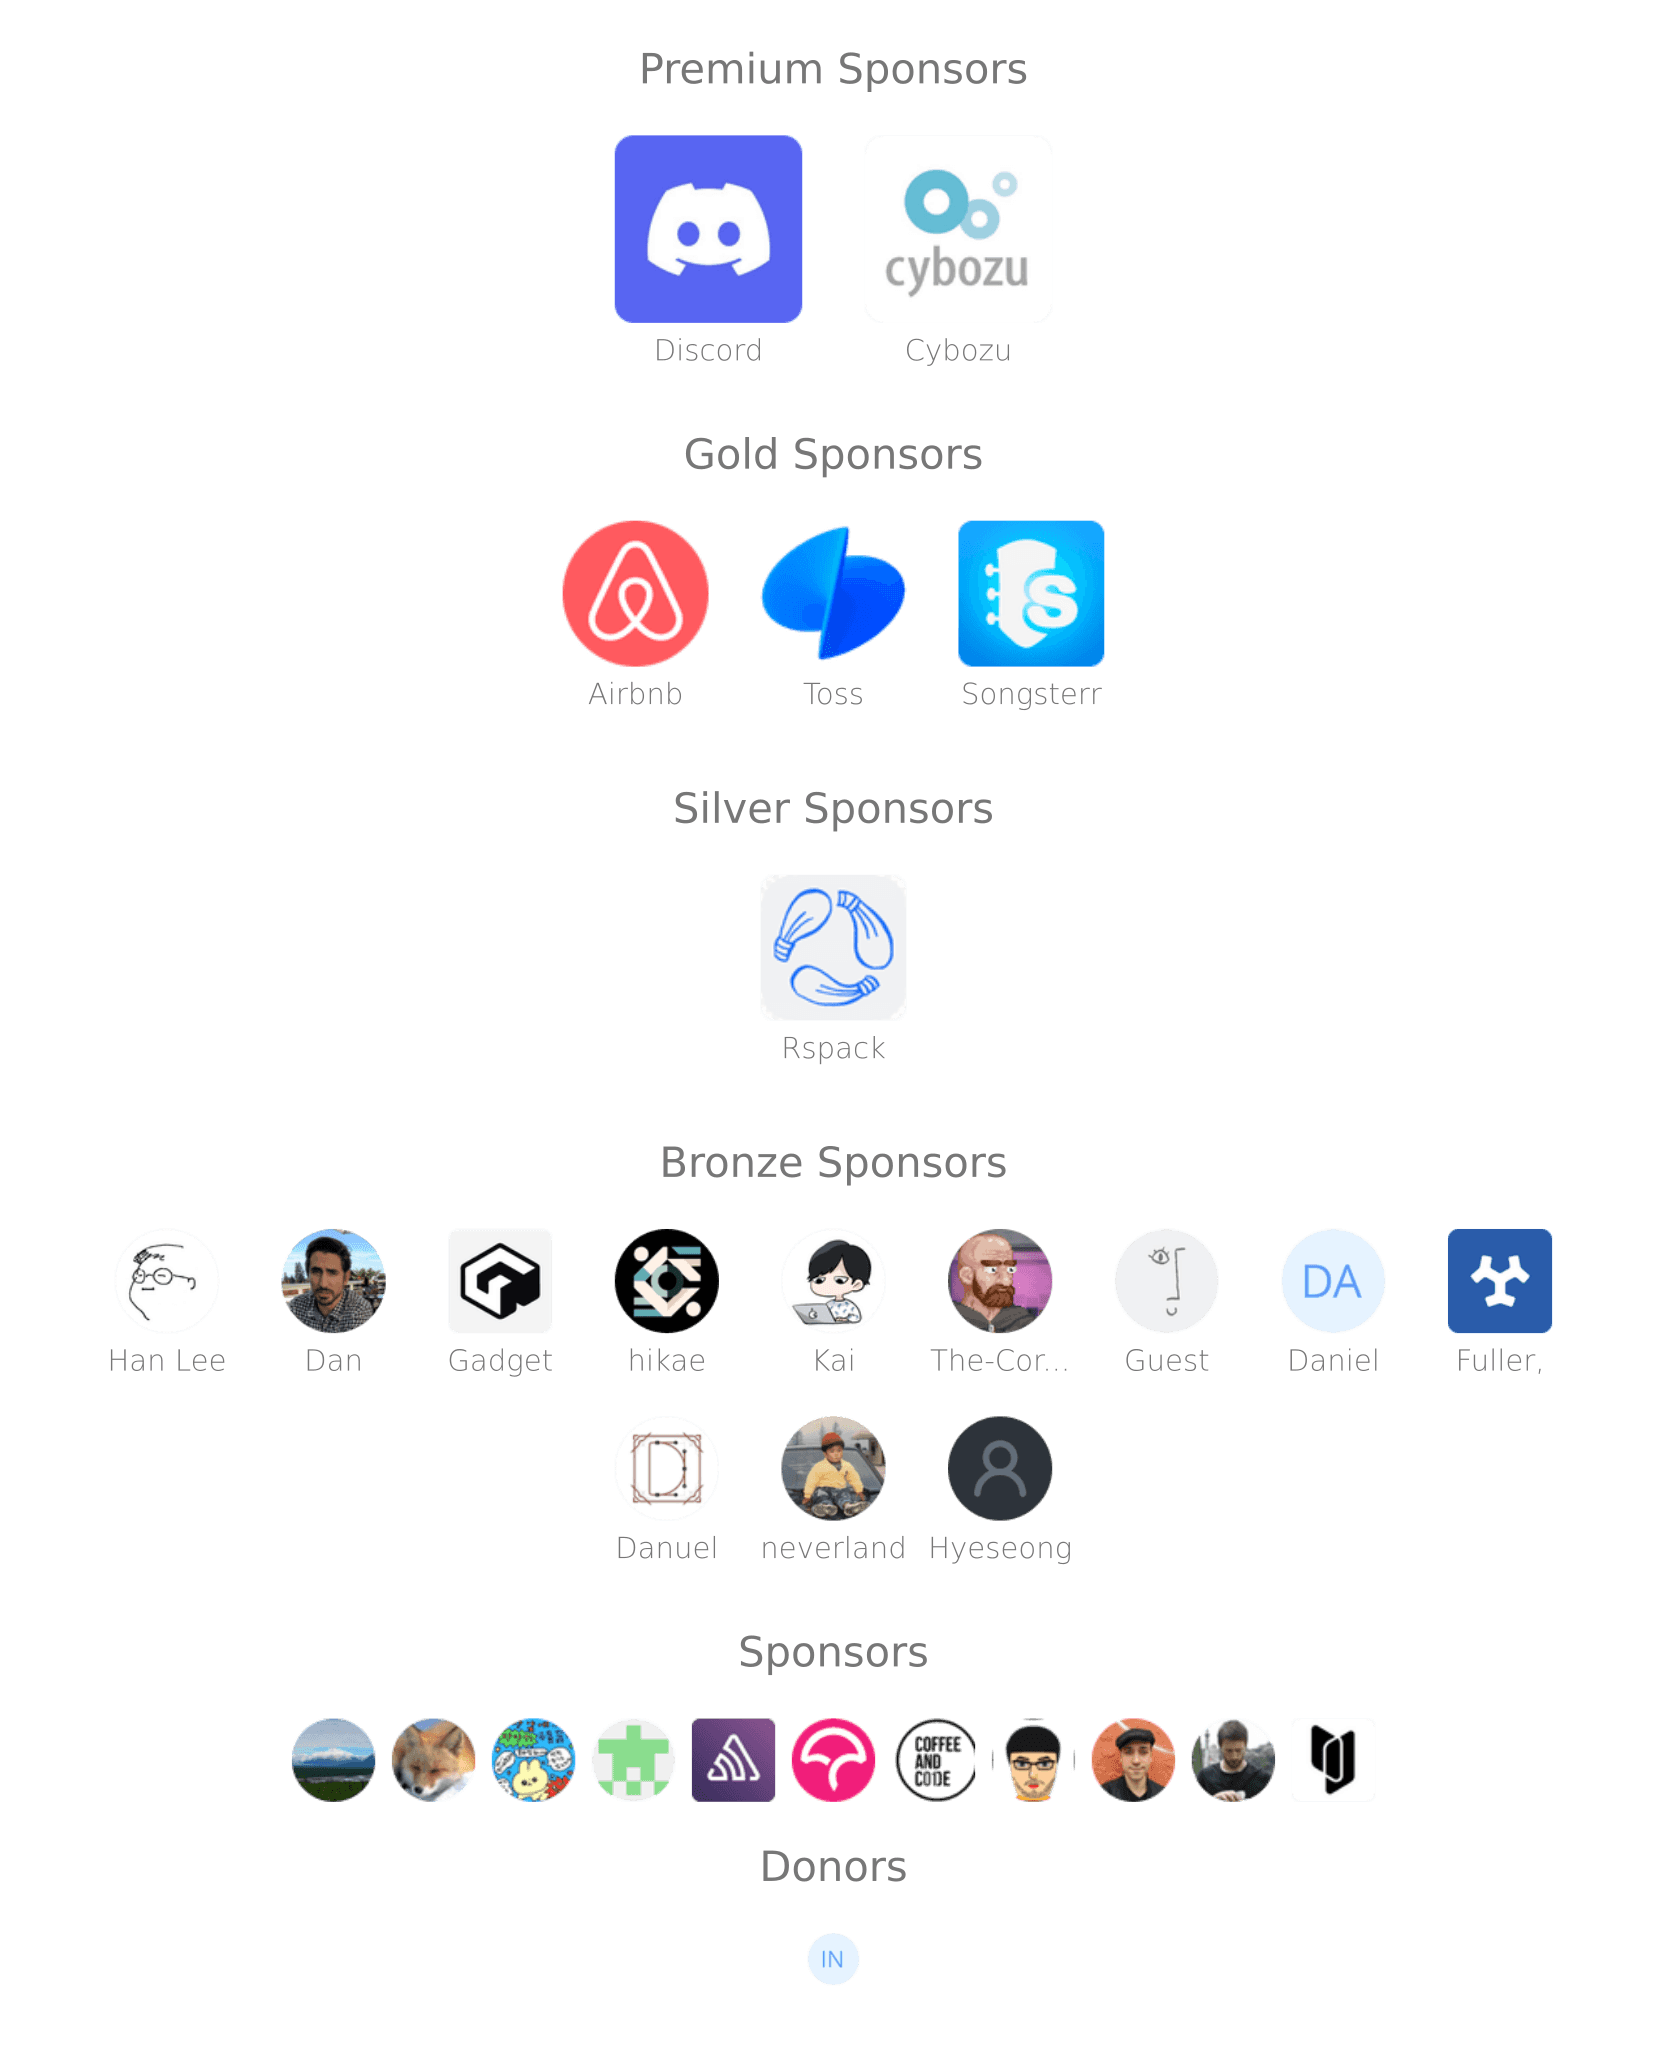 Premium Sponsors
cybozu
Discord Cybozu
Gold Sponsors
S
Airbnb Toss Songsterr
Silver Sponsors
Rspack
Bronze Sponsors
DA
Han Lee Dan Gadget hikae Kai The-Cor... Guest Daniel Fuller,
D
Danuel neverland Hyeseong
Sponsors
COFFEE
AND
CODE
Donors
IN